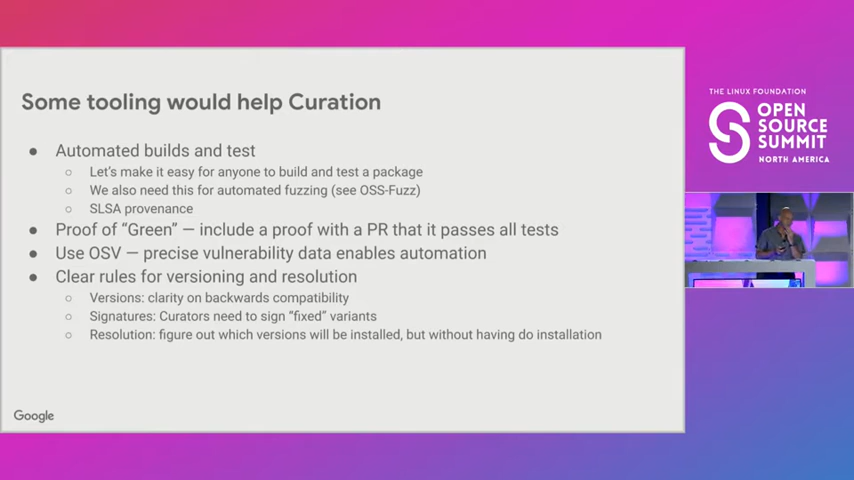 Some tooling would help Curation
● Automated builds and test
○ Let's make it easy for anyone to build and test a package
○ We also need this for automated fuzzing (see OSS-Fuzz)
○ SLSA provenance
● Proof of “Green” — include a proof with a PR that it passes all tests
● Use OSV — precise vulnerability data enables automation
● Clear rules for versioning and resolution
○ Versions: clarity on backwards compatibility
○ Signatures: Curators need to sign “fixed” variants
○ Resolution: figure out which versions will be installed, but without having do installation
Google
THE LINUX FOUNDATION
OPEN
SOURCE
SUMMIT
NORTH AMERICA